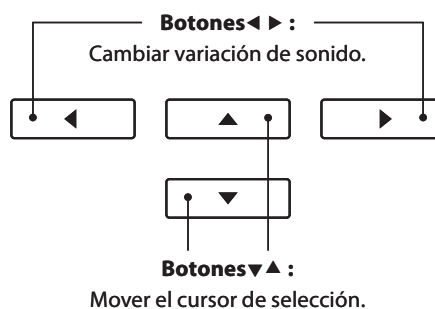 Botones◀ ▶ :
Cambiar variación de sonido.
◀ ▲ ▶
▼
Botones▼▲ :
Mover el cursor de selección.